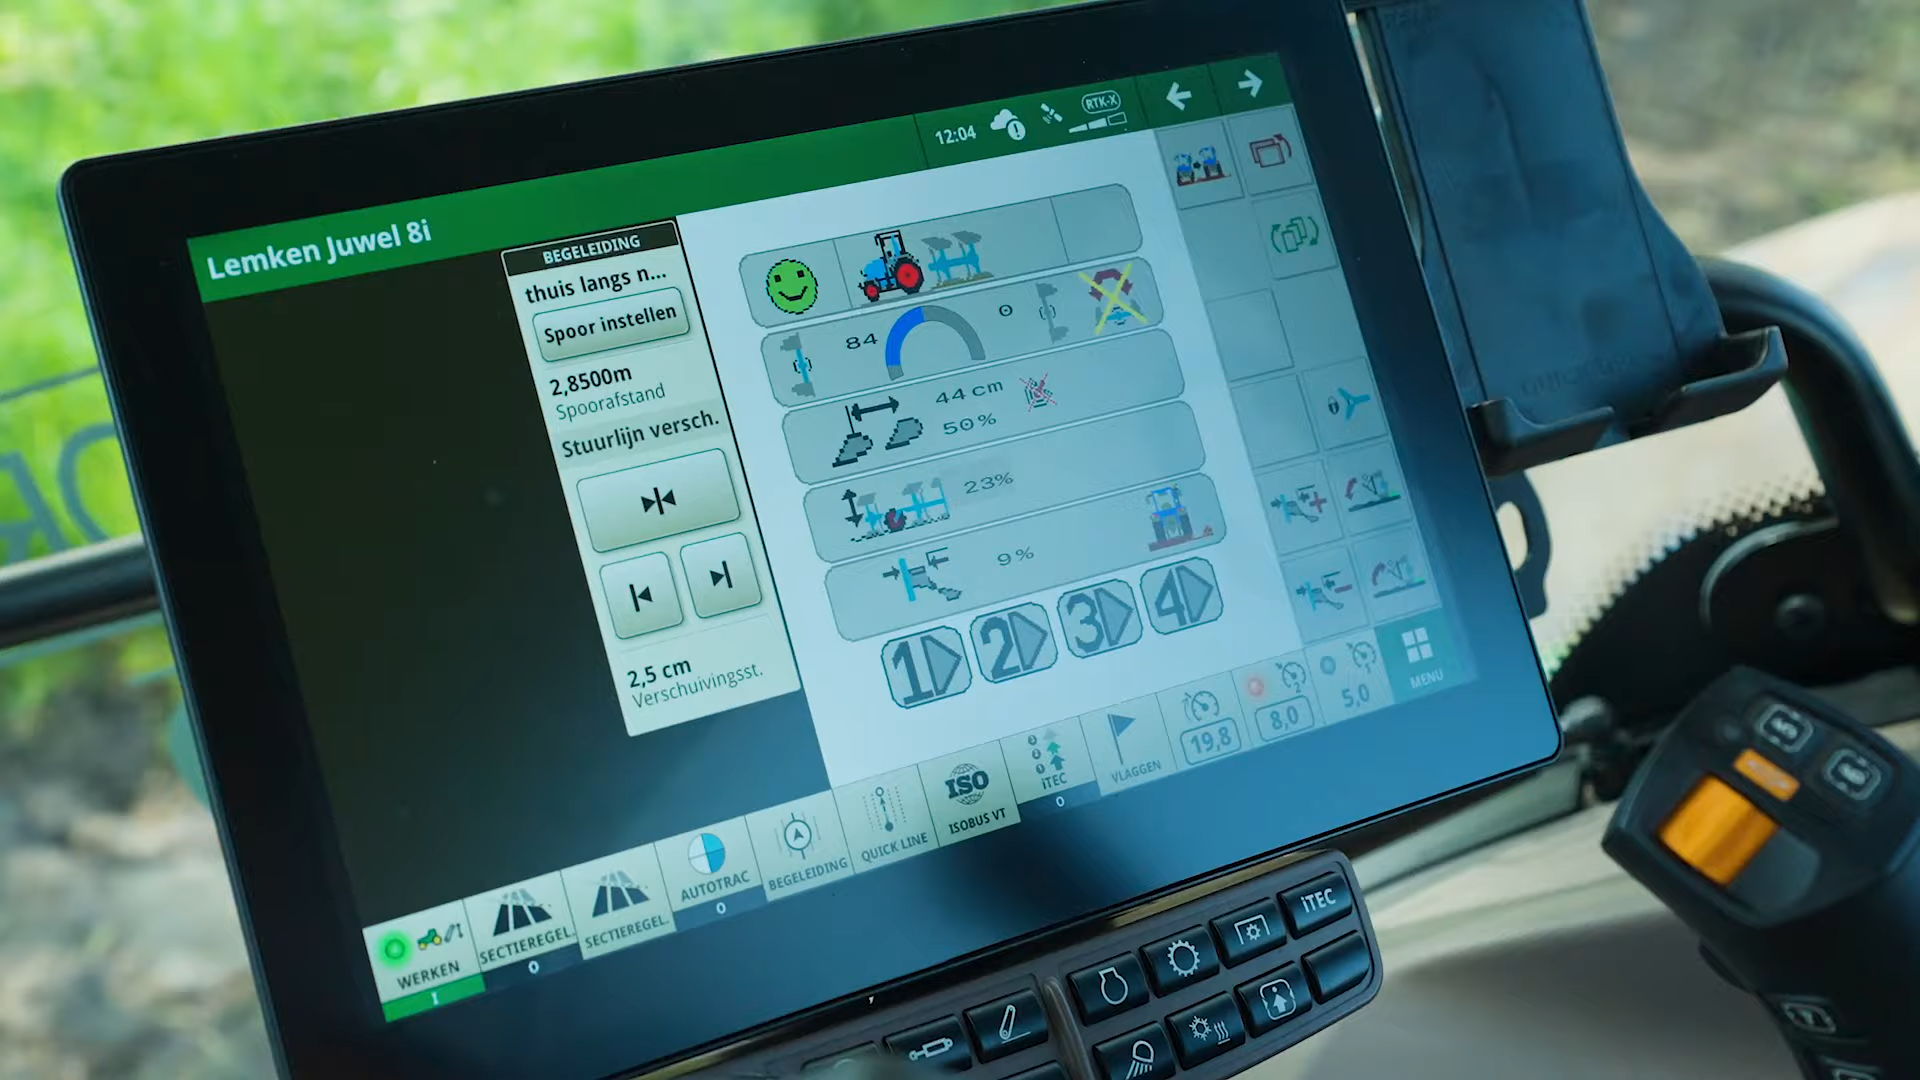 12:04
RTK-X
Lemken Juwel 8i
BEGELEIDING
thuis langs n...
Spoor instellen
2,8500m
Spoorafstand
Stuurlijn versch.
2,5 cm
Verschuivingsst.
84
0
44 cm
50%
23%
9%
1
2
3
4
WERKEN
I
SECTIEREGEL.
0
SECTIEREGEL.
AUTOTRAC
0
BEGELEIDING
QUICK LINE
ISO
ISOBUS VT
iTEC
0
VLAGGEN
19,8
2
8,0
1
5,0
MENU
iTEC